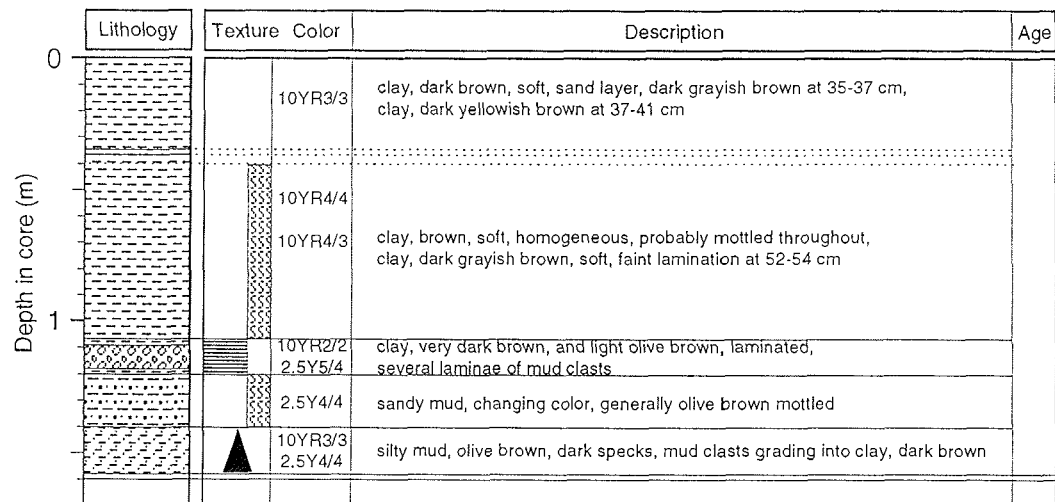 Lithology Texture Color Description Age
0
10YR3/3
clay, dark brown, soft, sand layer, dark grayish brown at 35-37 cm,
clay, dark yellowish brown at 37-41 cm
10YR4/4
10YR4/3
clay, brown, soft, homogeneous, probably mottled throughout,
clay, dark grayish brown, soft, faint lamination at 52-54 cm
Depth in core (m)
1
10YR2/2
clay, very dark brown, and light olive brown, laminated,
2.5Y5/4
several laminae of mud clasts
2.5Y4/4
sandy mud, changing color, generally olive brown mottled
10YR3/3
2.5Y4/4
silty mud, olive brown, dark specks, mud clasts grading into clay, dark brown